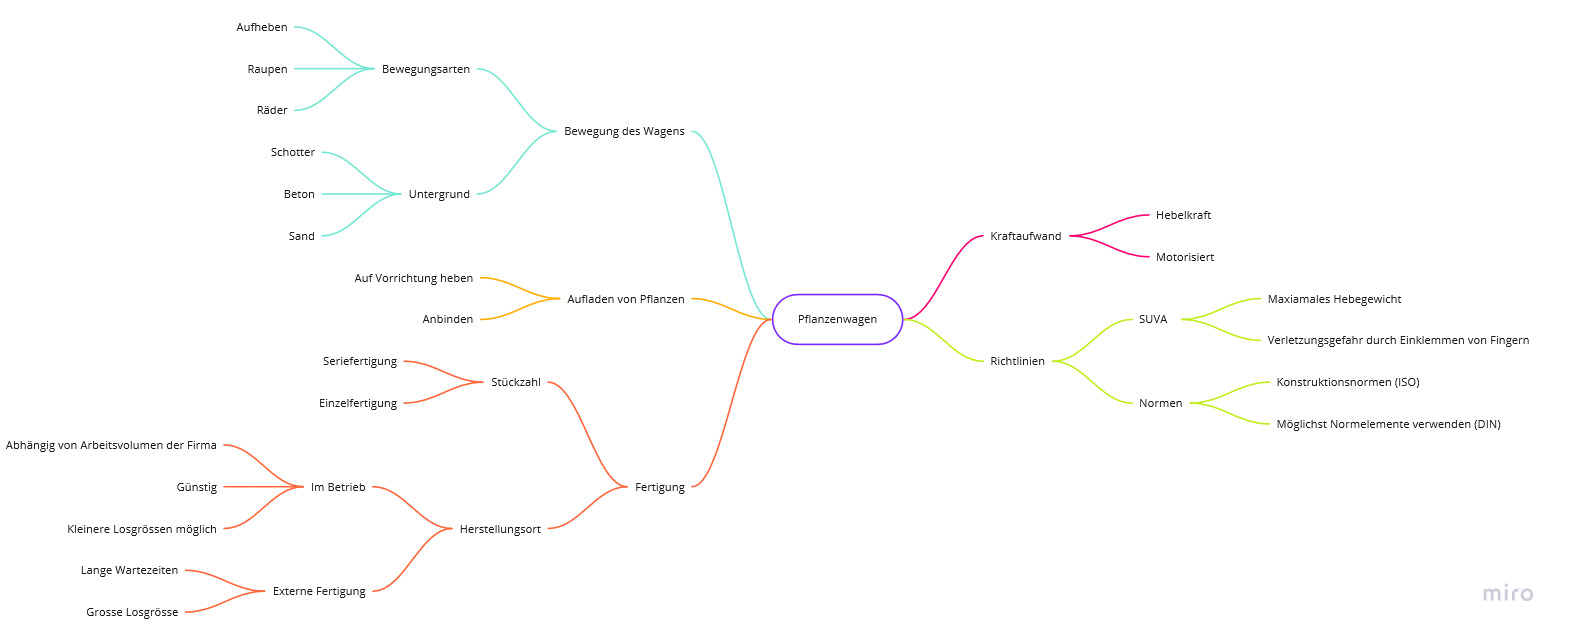 Aufheben
Raupen
Räder
Bewegungsarten
Schotter
Beton
Sand
Untergrund
Bewegung des Wagens
Auf Vorrichtung heben
Anbinden
Aufladen von Pflanzen
Seriefertigung
Einzelfertigung
Stückzahl
Abhängig von Arbeitsvolumen der Firma
Günstig
Kleinere Losgrössen möglich
Im Betrieb
Lange Wartezeiten
Grosse Losgrösse
Externe Fertigung
Herstellungsort
Fertigung
Pflanzenwagen
Kraftaufwand
Hebelkraft
Motorisiert
Richtlinien
SUVA
Maxiamales Hebegewicht
Verletzungsgefahr durch Einklemmen von Fingern
Normen
Konstruktionsnormen (ISO)
Möglichst Normelemente verwenden (DIN)
miro